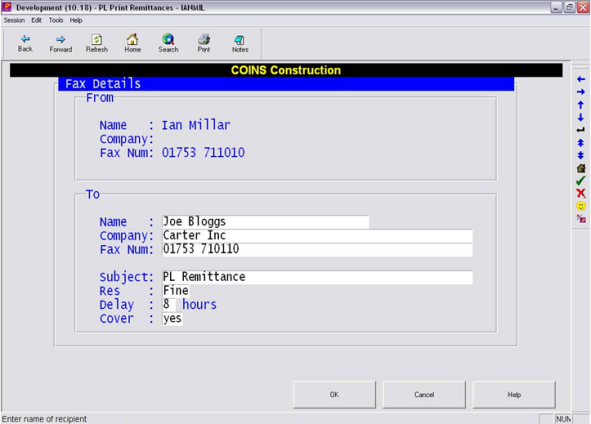 Development (10.18) - PL Print Remittances - IANMIL
Session Edit Tools Help
Back Forward Refresh Home Search Print Notes
COINS Construction
Fax Details
From
Name : Ian Millar
Company:
Fax Num: 01753 711010
To
Name : Joe Bloggs
Company: Carter Inc
Fax Num: 01753 710110
Subject: PL Remittance
Res : Fine
Delay : 8 hours
Cover : yes
OK Cancel Help
Enter name of recipient NUM